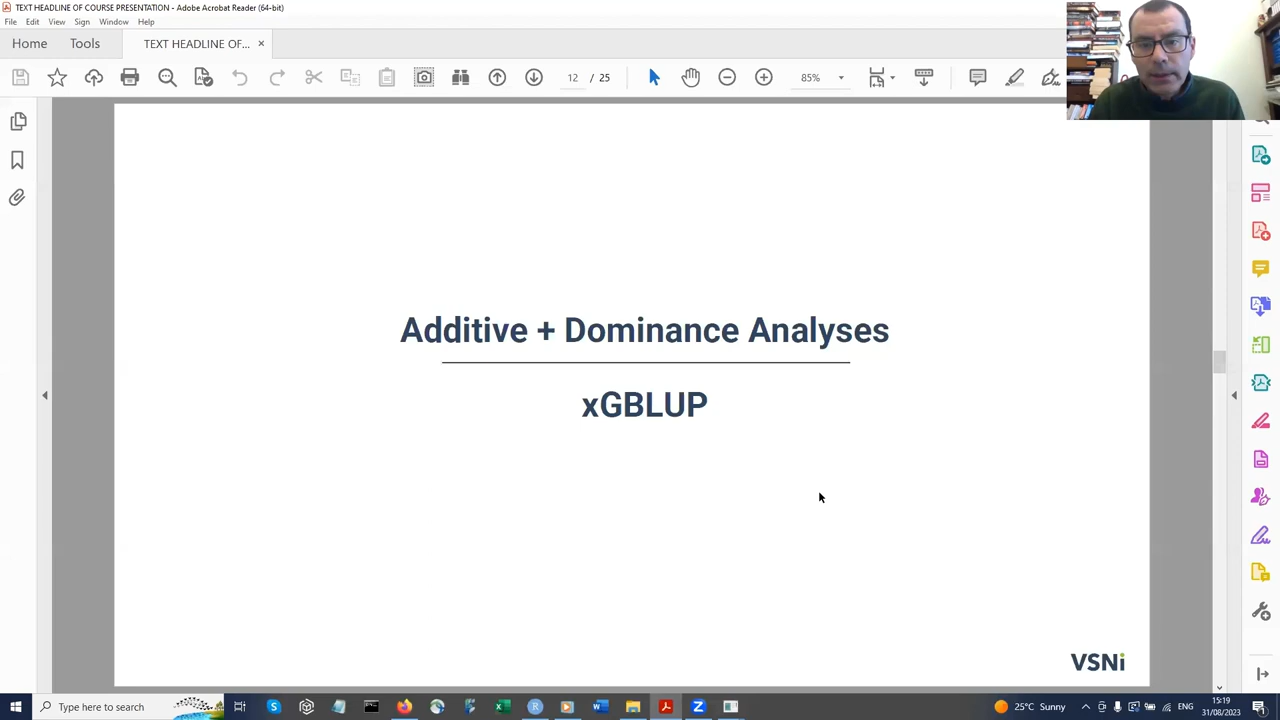 TEXT HEADLINE OF COURSE PRESENTATION - Adobe Acrobat Reader (64-bit)
File Edit View Sign Window Help
Home Tools TEXT HEADLINE OF... ×
12 / 25 85%
Additive + Dominance Analyses
xGBLUP
VSNi
Type here to search
25°C Sunny ENG
15:19
31/08/2023